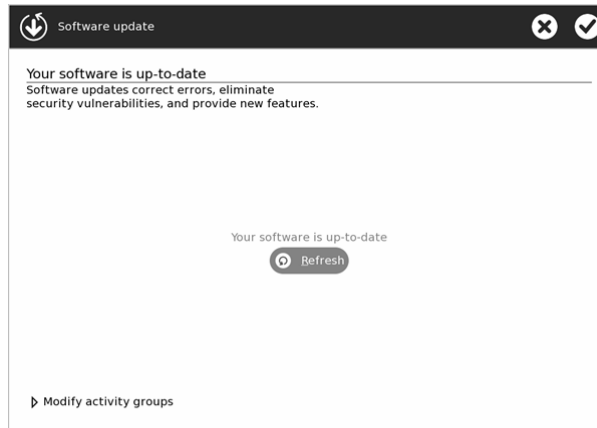 Software update
Your software is up-to-date
Software updates correct errors, eliminate
security vulnerabilities, and provide new features.
Your software is up-to-date
Refresh
Modify activity groups